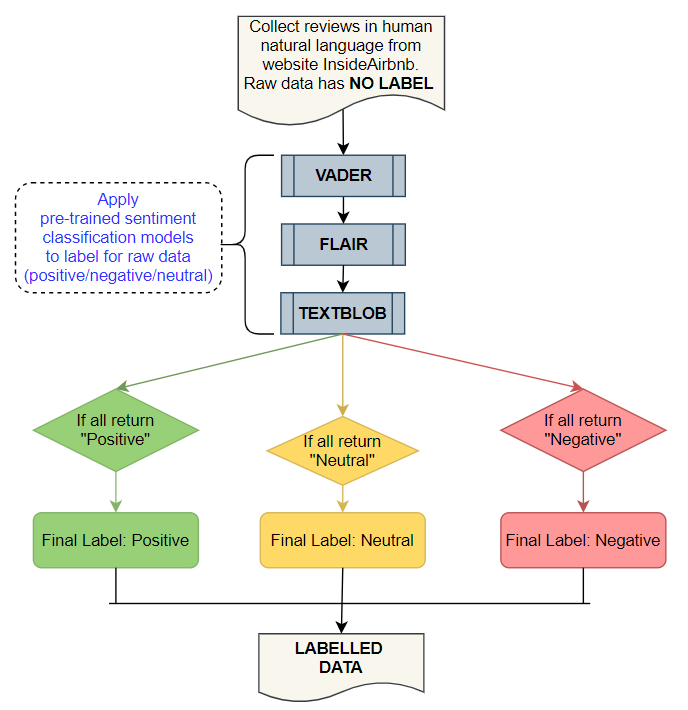 Collect reviews in human
natural language from
website InsideAirbnb.
Raw data has NO LABEL
VADER
Apply
pre-trained sentiment
classification models
to label for raw data
(positive/negative/neutral)
FLAIR
TEXTBLOB
If all return
"Positive"
If all return
"Neutral"
If all return
"Negative"
Final Label: Positive
Final Label: Neutral
Final Label: Negative
LABELLED
DATA